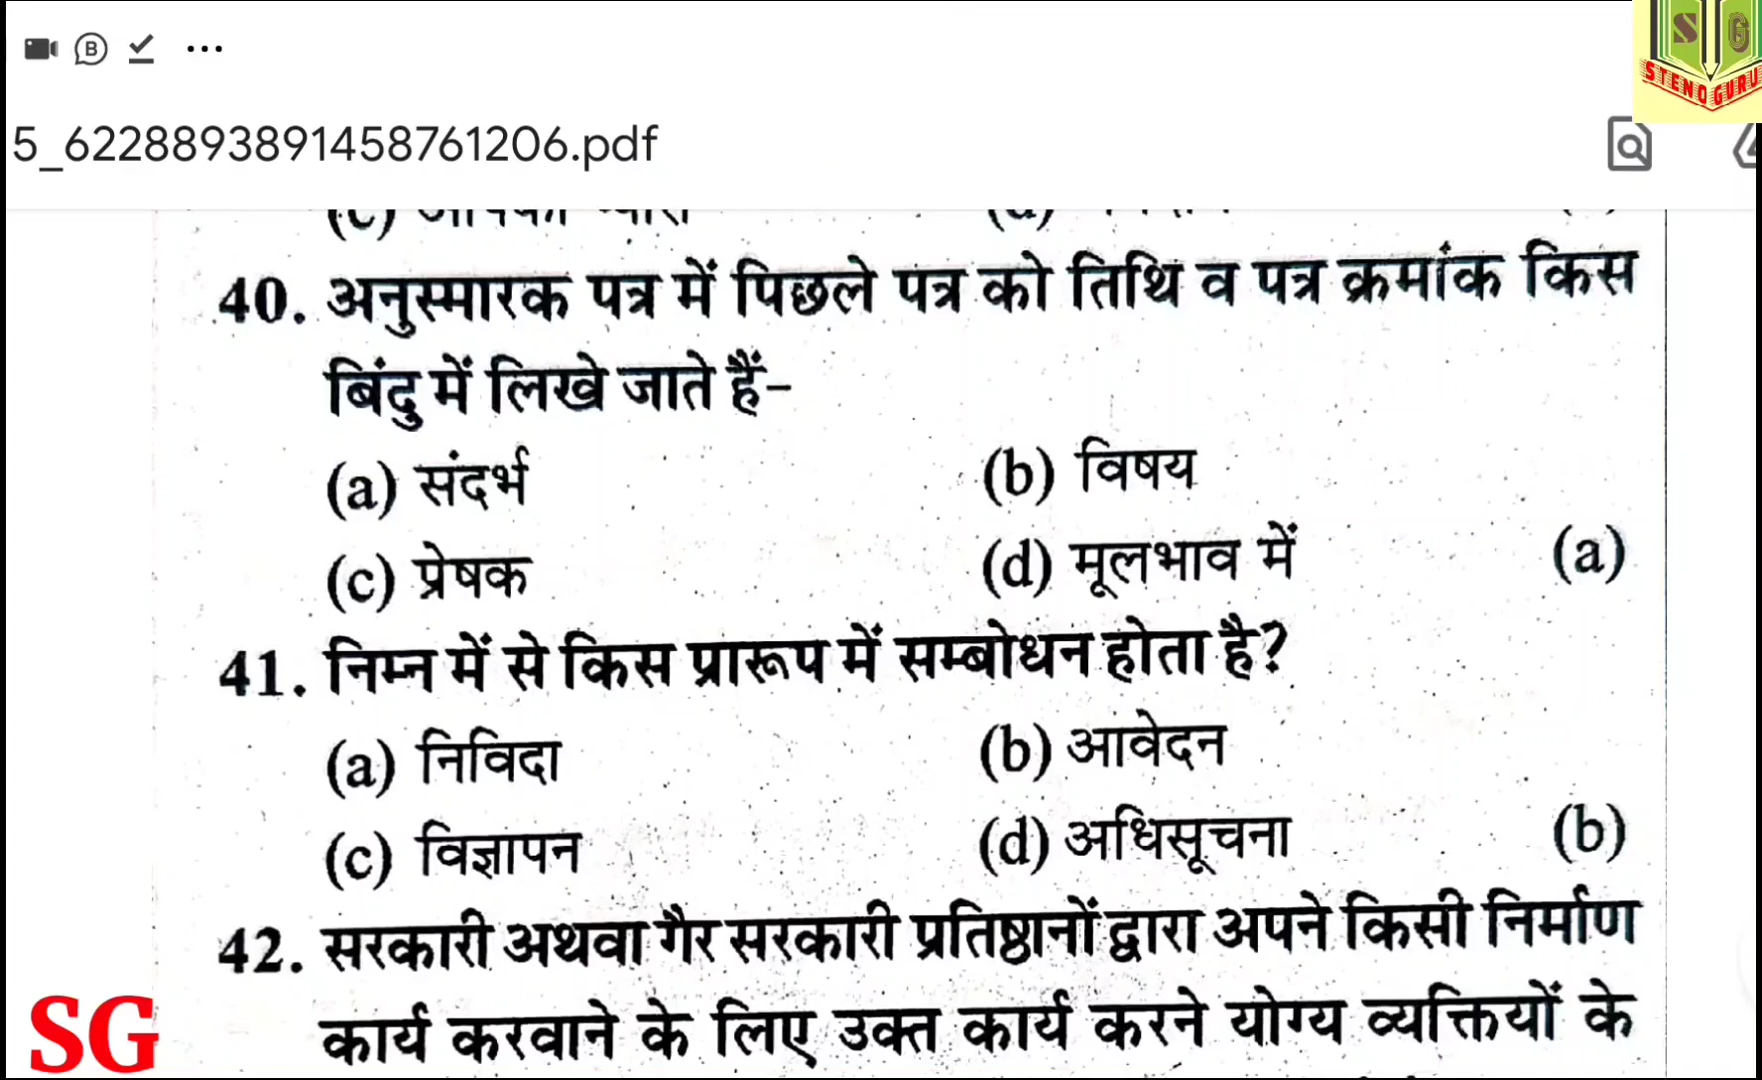 S G
STENO GURU
5_6228893891458761206.pdf
(c)
40. अनुस्मारक पत्र में पिछले पत्र को तिथि व पत्र क्रमांक किस
बिंदु में लिखे जाते हैं-
(a) संदर्भ (b) विषय
(c) प्रेषक (d) मूलभाव में (a)
41. निम्न में से किस प्रारूप में सम्बोधन होता है?
(a) निविदा (b) आवेदन
(c) विज्ञापन (d) अधिसूचना (b)
42. सरकारी अथवा गैर सरकारी प्रतिष्ठानों द्वारा अपने किसी निर्माण
कार्य करवाने के लिए उक्त कार्य करने योग्य व्यक्तियों के
SG